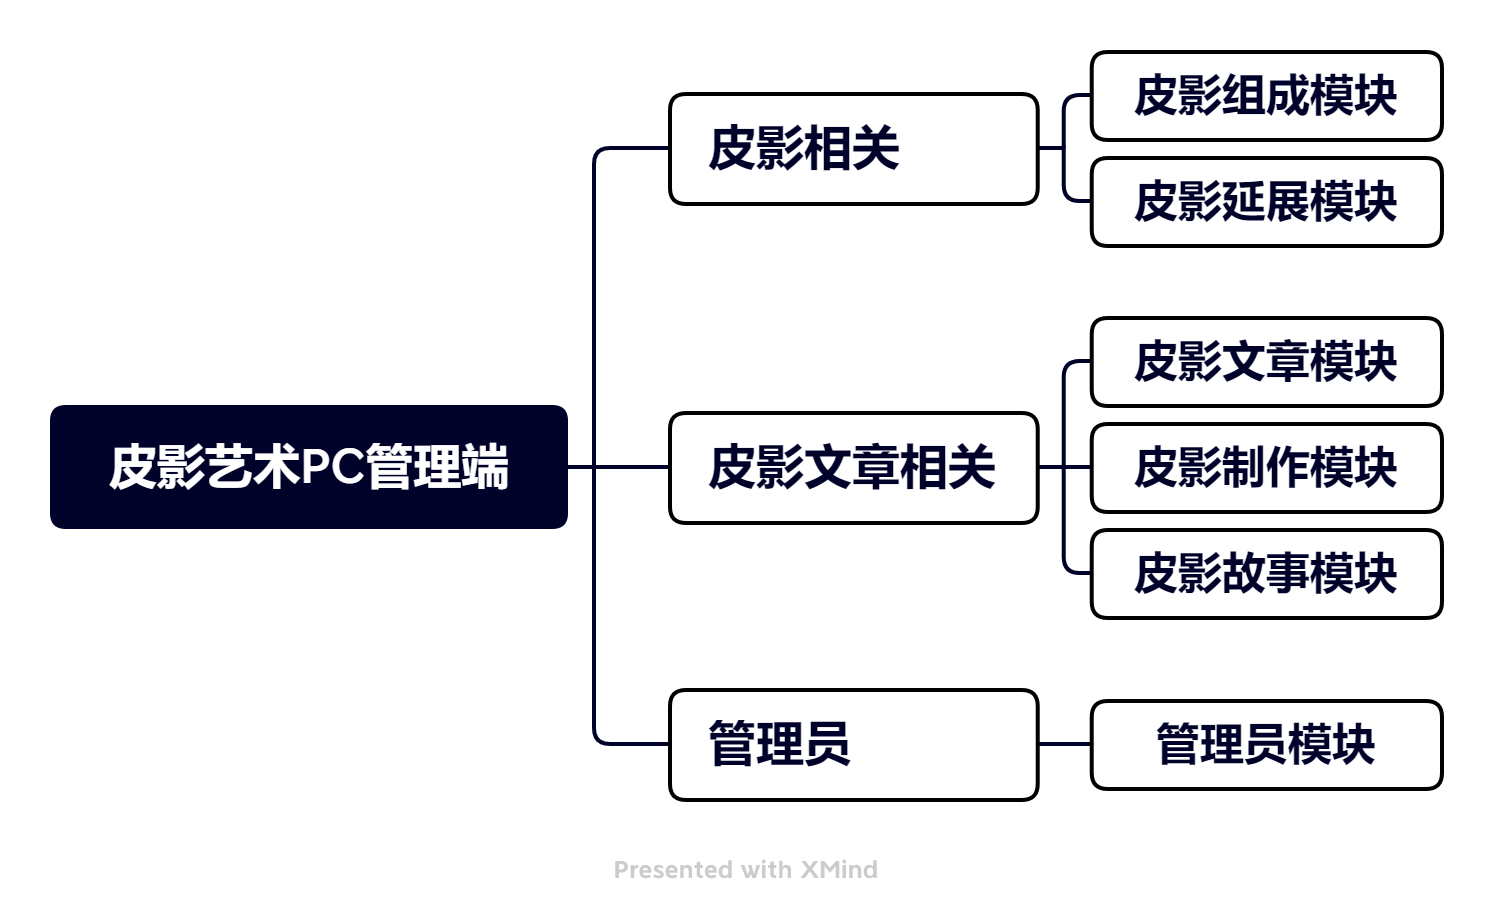 皮影艺术PC管理端
皮影相关
皮影组成模块
皮影延展模块
皮影文章相关
皮影文章模块
皮影制作模块
皮影故事模块
管理员
管理员模块
Presented with XMind